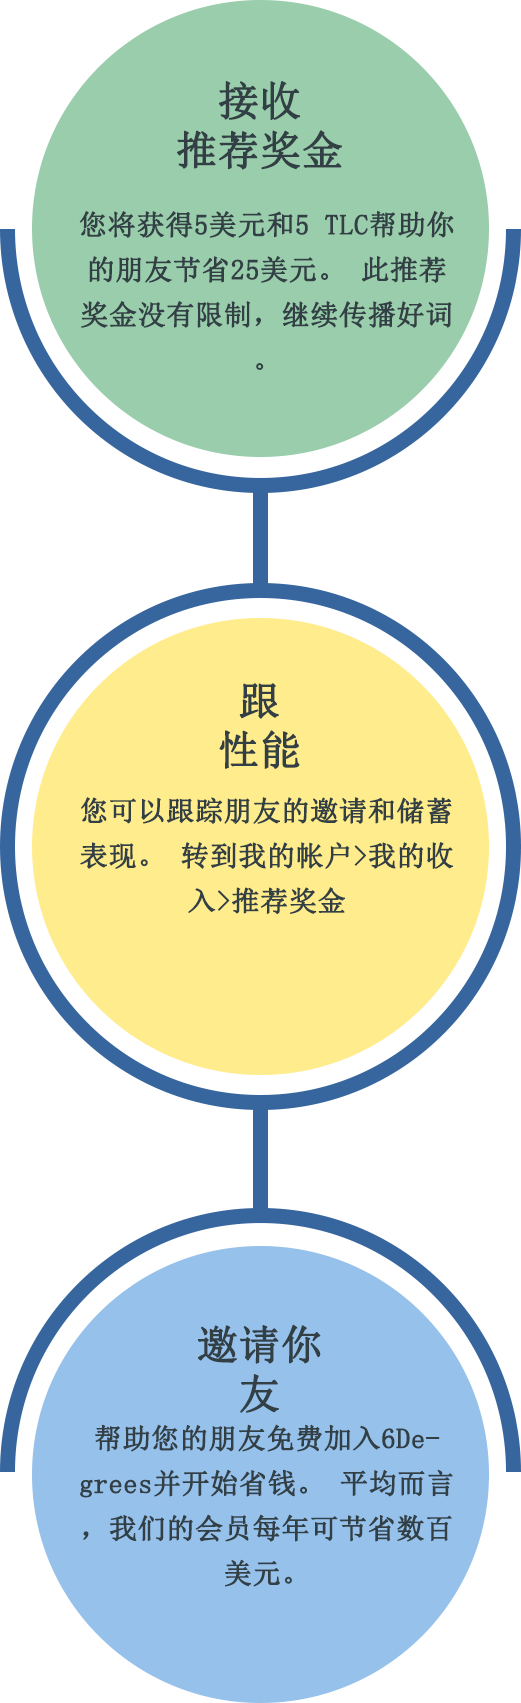 接收
推荐奖金
您将获得5美元和5 TLC帮助你
的朋友节省25美元。 此推荐
奖金没有限制，继续传播好词
。
跟
性能
您可以跟踪朋友的邀请和储蓄
表现。 转到我的帐户>我的收
入>推荐奖金
邀请你
友
帮助您的朋友免费加入6De-
grees并开始省钱。 平均而言
，我们的会员每年可节省数百
美元。